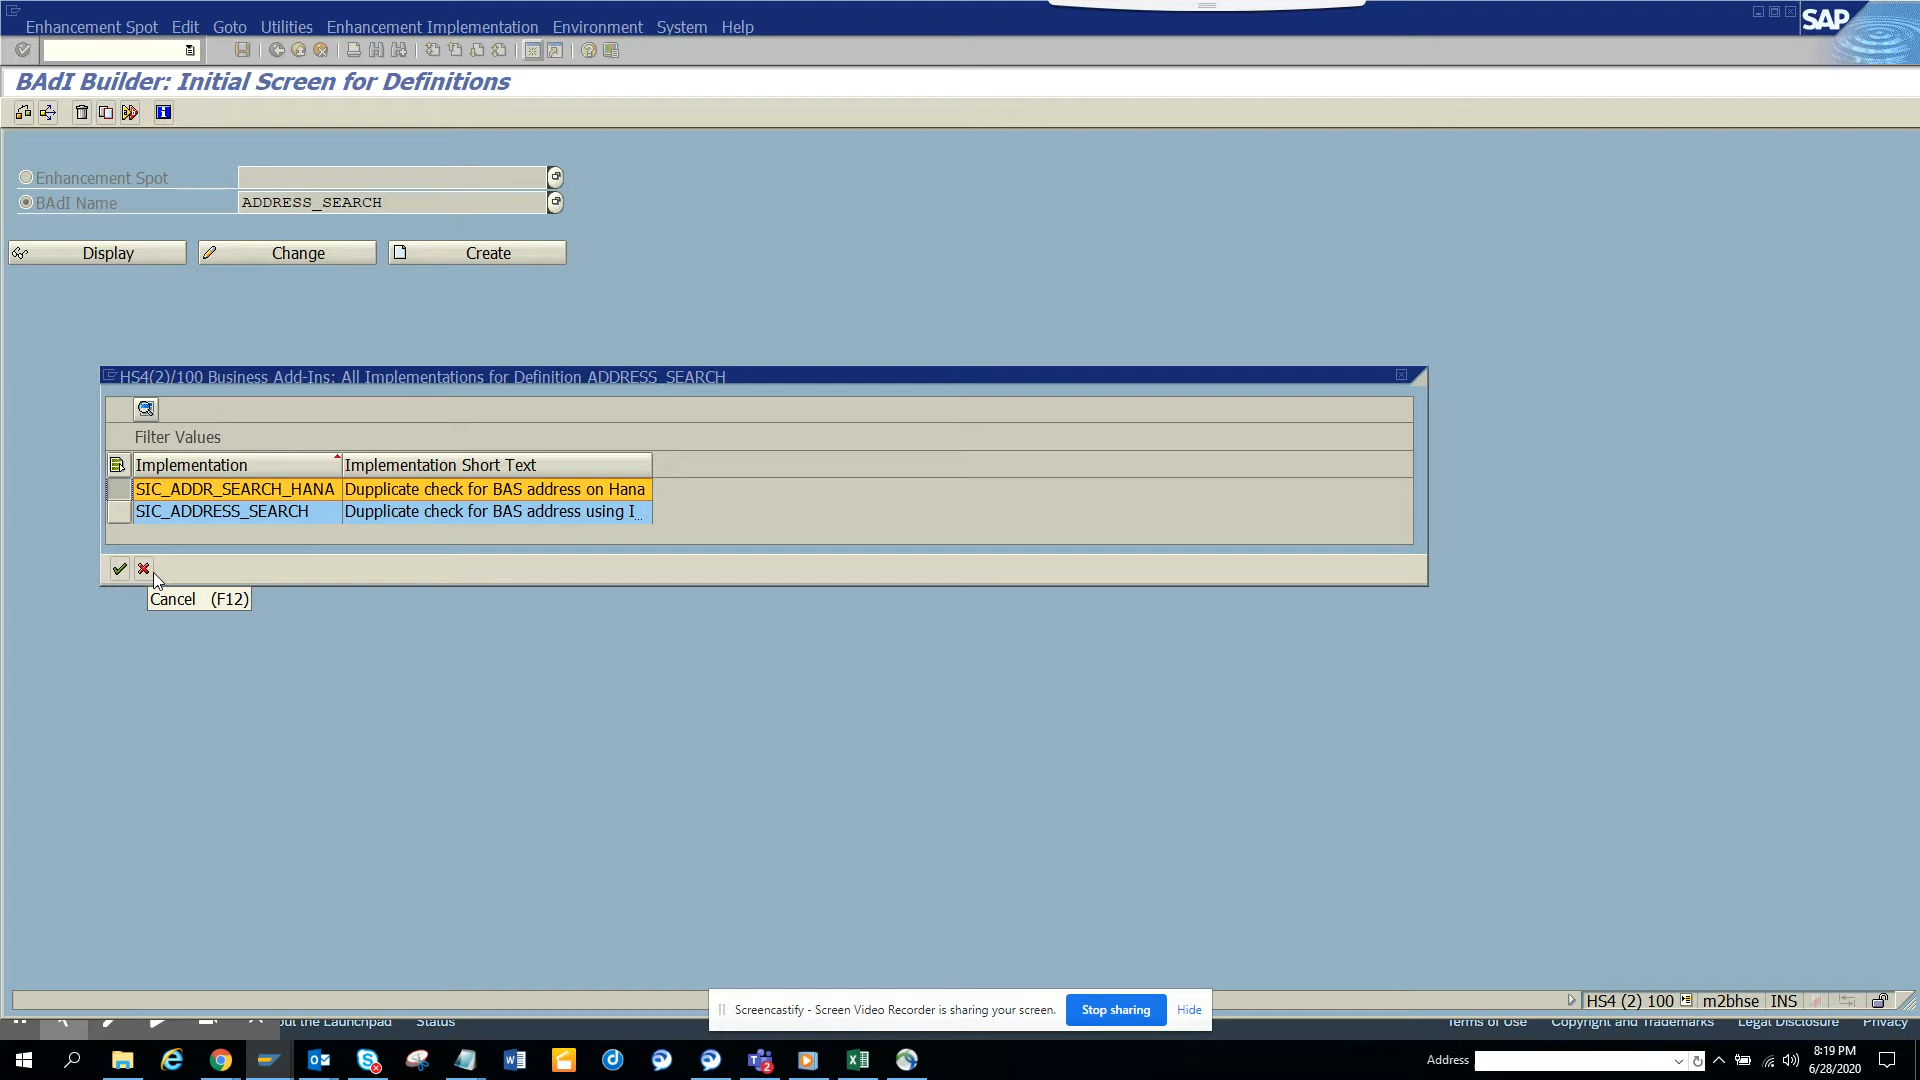 Enhancement Spot Edit Goto Utilities Enhancement Implementation Environment System Help
SAP
BAdI Builder: Initial Screen for Definitions
Enhancement Spot
BAdI Name ADDRESS_SEARCH
Display Change Create
HS4(2)/100 Business Add-Ins: All Implementations for Definition ADDRESS_SEARCH
Filter Values
Implementation Implementation Short Text
SIC_ADDR_SEARCH_HANA Dupplicate check for BAS address on Hana
SIC_ADDRESS_SEARCH Dupplicate check for BAS address using I...
Cancel (F12)
HS4 (2) 100 m2bhse INS
Screencastify - Screen Video Recorder is sharing your screen. Stop sharing Hide
out the Launchpad Status Terms of Use Copyright and Trademarks Legal Disclosure Privacy
Address
8:19 PM
6/28/2020